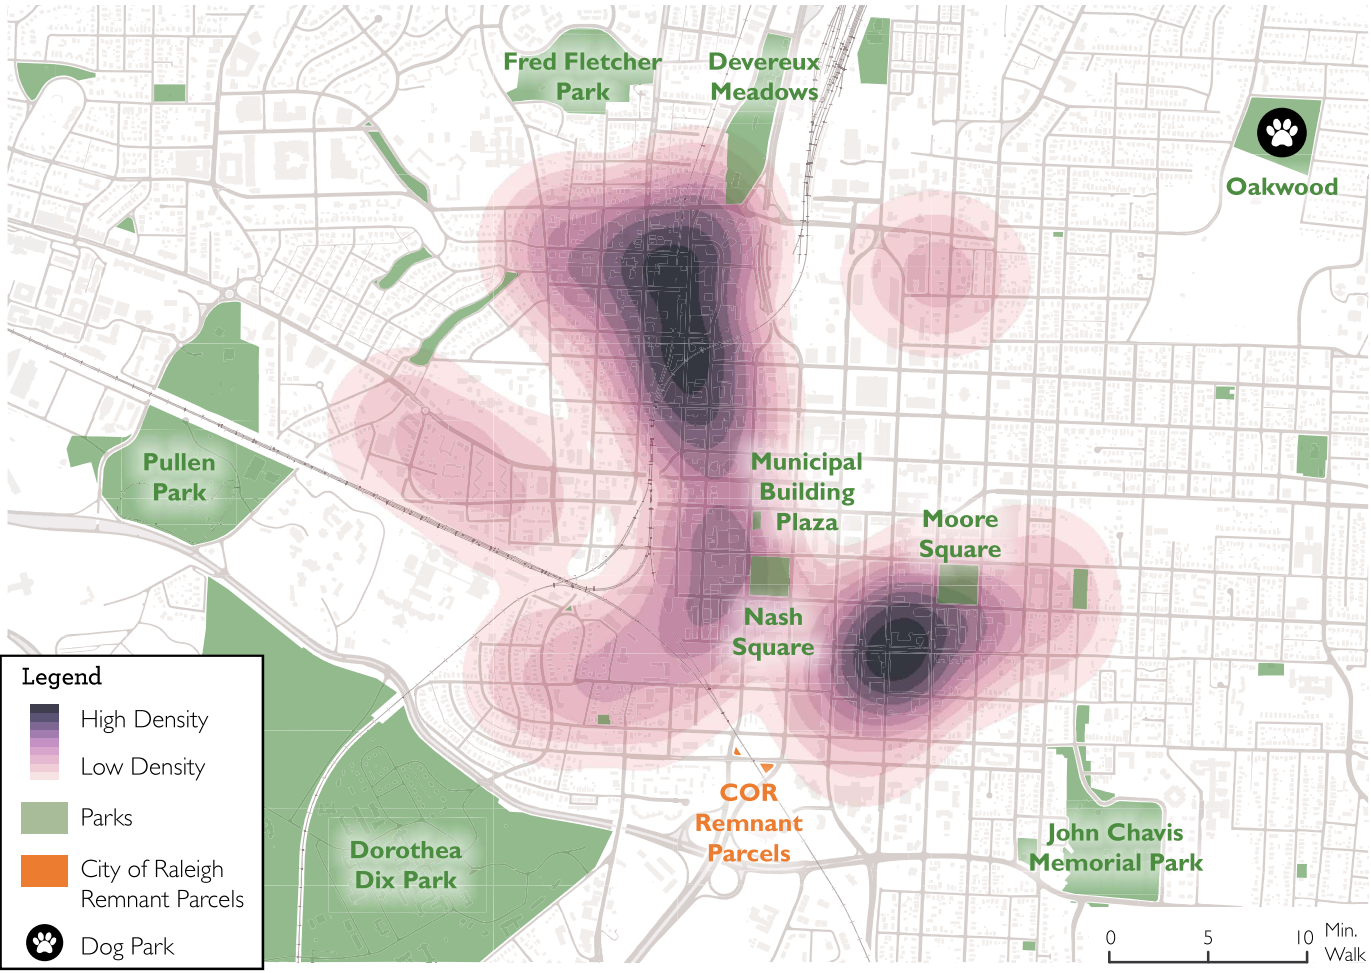 Fred Fletcher
Park
Devereux
Meadows
Oakwood
Pullen
Park
Municipal
Building
Plaza
Moore
Square
Nash
Square
Legend
High Density
Low Density
Parks
City of Raleigh
Remnant Parcels
Dog Park
COR
Remnant
Parcels
Dorothea
Dix Park
John Chavis
Memorial Park
0 5 10 Min.
Walk